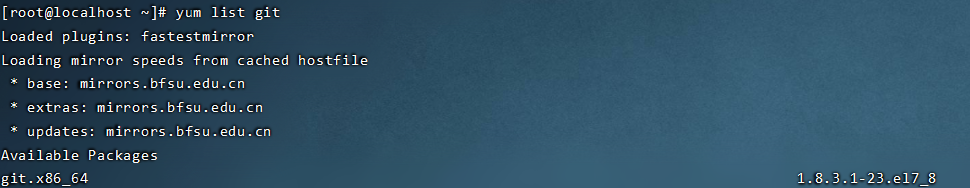 [root@localhost ~]# yum list git
Loaded plugins: fastestmirror
Loading mirror speeds from cached hostfile
 * base: mirrors.bfsu.edu.cn
 * extras: mirrors.bfsu.edu.cn
 * updates: mirrors.bfsu.edu.cn
Available Packages
git.x86_64 1.8.3.1-23.el7_8